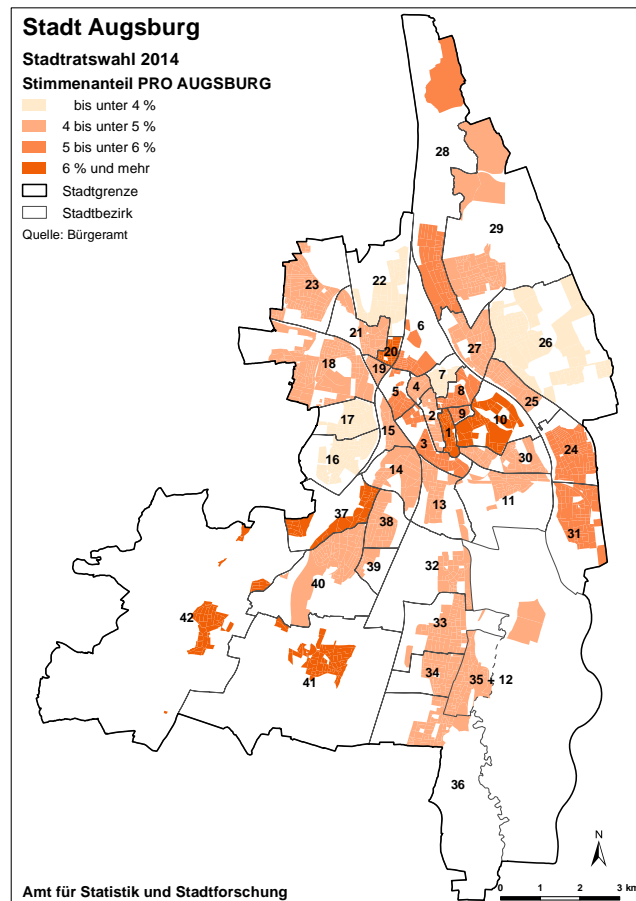 Stadt Augsburg
Stadtratswahl 2014
Stimmenanteil PRO AUGSBURG
bis unter 4 %
4 bis unter 5 %
5 bis unter 6 %
6 % und mehr
Stadtgrenze
Stadtbezirk
Quelle: Bürgeramt
28
29
23
22
6
21
27
26
20
18
19
7
5
4
8
25
17
2
9
10
1
15
3
24
16
30
14
13
11
37
38
31
32
39
40
42
33
34
35 + 12
41
36
N
Amt für Statistik und Stadtforschung
0 1 2 3 km